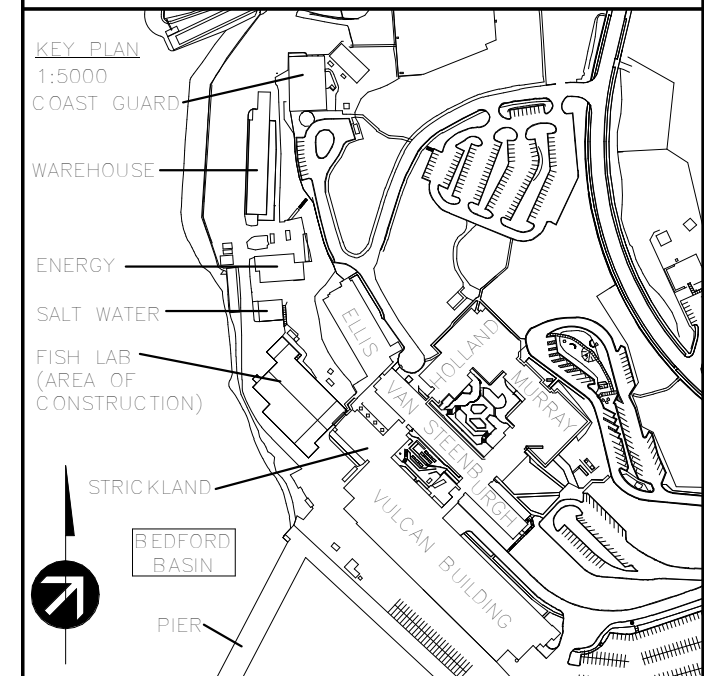 KEY PLAN
1:5000
COAST GUARD
WAREHOUSE
ENERGY
SALT WATER
FISH LAB
(AREA OF
CONSTRUCTION)
ELLIS
HOLLAND
MURRAY
VAN STEENBURGH
STRICKLAND
VULCAN BUILDING
BEDFORD
BASIN
PIER